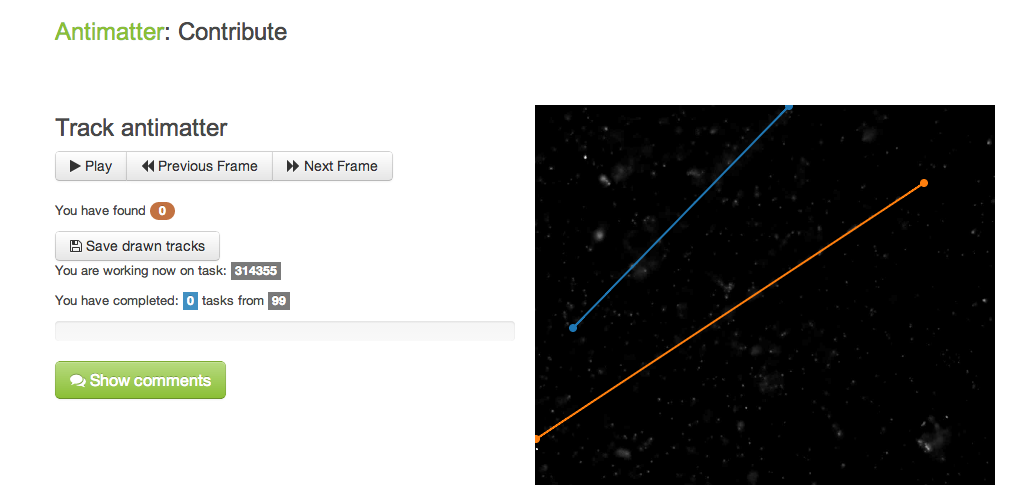 Antimatter: Contribute
Track antimatter
Play Previous Frame Next Frame
You have found 0
Save drawn tracks
You are working now on task: 314355
You have completed: 0 tasks from 99
Show comments